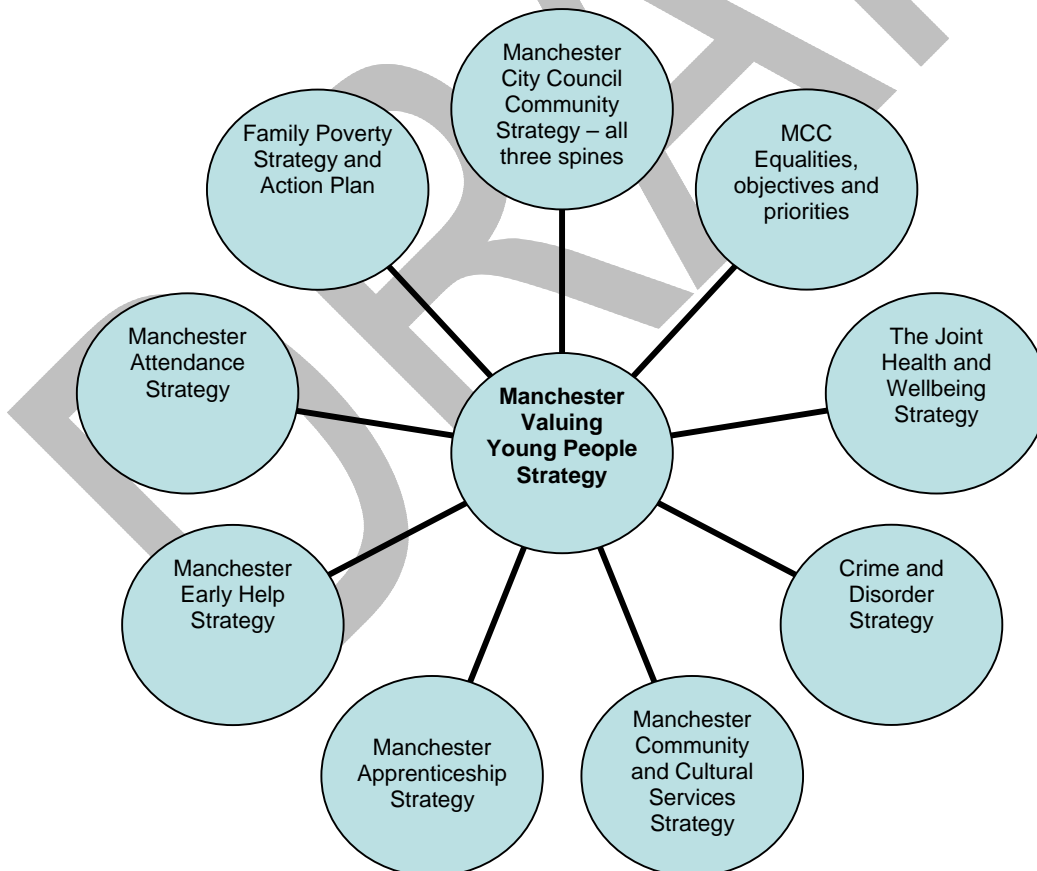 Manchester
City Council
Community
Strategy – all
three spines
Family Poverty
Strategy and
Action Plan
MCC
Equalities,
objectives and
priorities
Manchester
Attendance
Strategy
The Joint
Health and
Wellbeing
Strategy
Manchester
Valuing
Young People
Strategy
Manchester
Early Help
Strategy
Crime and
Disorder
Strategy
Manchester
Apprenticeship
Strategy
Manchester
Community
and Cultural
Services
Strategy
DRA